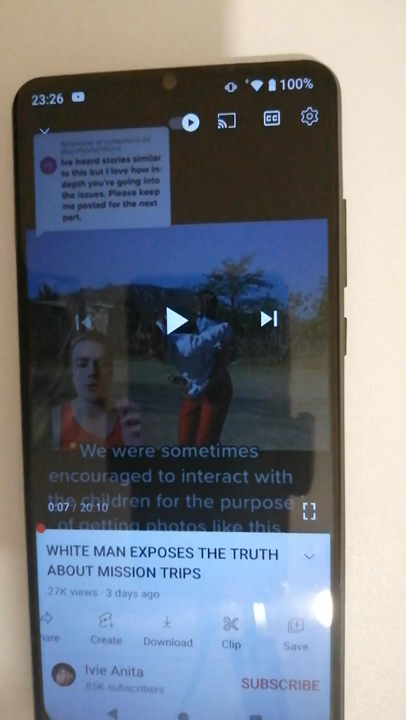 23:26
100%
CC
Ive heard stories similar
to this but I love how in-
depth you're going into
the issues. Please keep
me posted for the next
part.
We were sometimes
encouraged to interact with
the children for the purpose
of getting photos like this
0:07 / 20:10
WHITE MAN EXPOSES THE TRUTH
ABOUT MISSION TRIPS
27K views · 3 days ago
hare
Create
Download
Clip
Save
Ivie Anita
85K subscribers
SUBSCRIBE